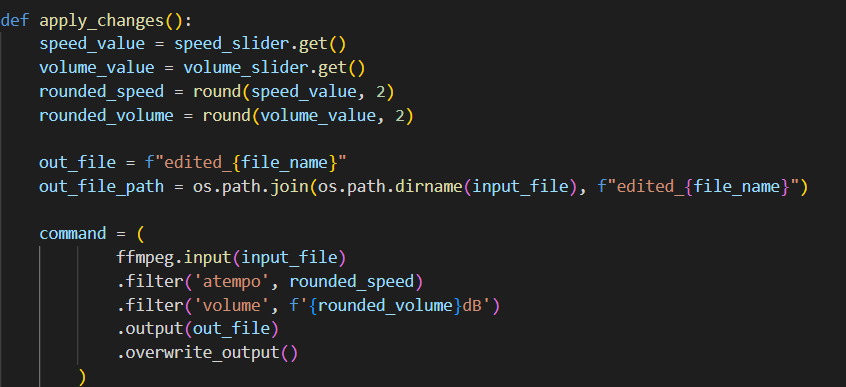 def apply_changes():
    speed_value = speed_slider.get()
    volume_value = volume_slider.get()
    rounded_speed = round(speed_value, 2)
    rounded_volume = round(volume_value, 2)
    out_file = f"edited_{file_name}"
    out_file_path = os.path.join(os.path.dirname(input_file), f"edited_{file_name}")
    command = (
            ffmpeg.input(input_file)
            .filter('atempo', rounded_speed)
            .filter('volume', f'{rounded_volume}dB')
            .output(out_file)
            .overwrite_output()
        )